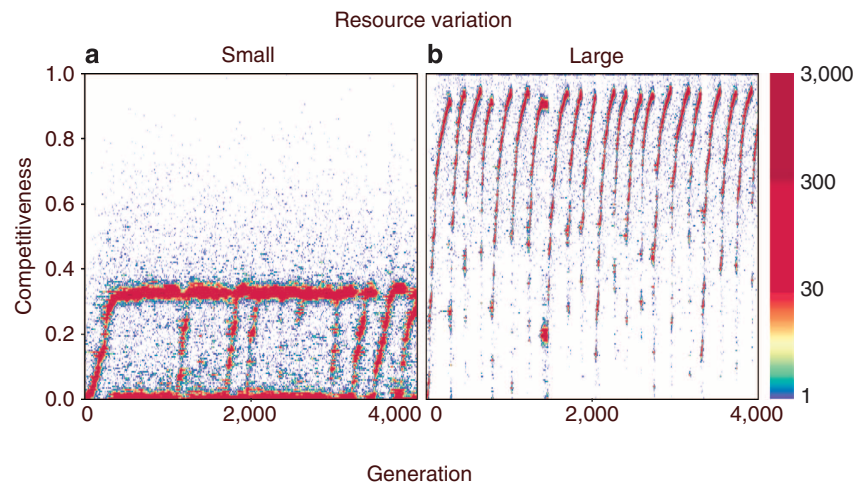 Resource variation
a Small
b Large
Competitiveness
1.0
0.8
0.6
0.4
0.2
0.0
0 2,000 4,000
0 2,000 4,000
3,000
300
30
1
Generation